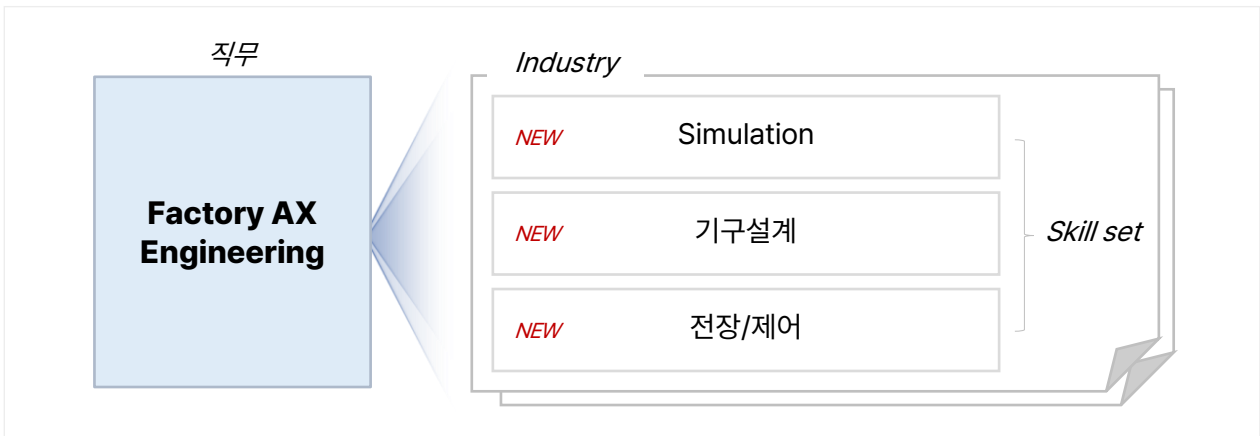 직무
Industry
Factory AX
Engineering
NEW
Simulation
NEW
기구설계
Skill set
NEW
전장/제어